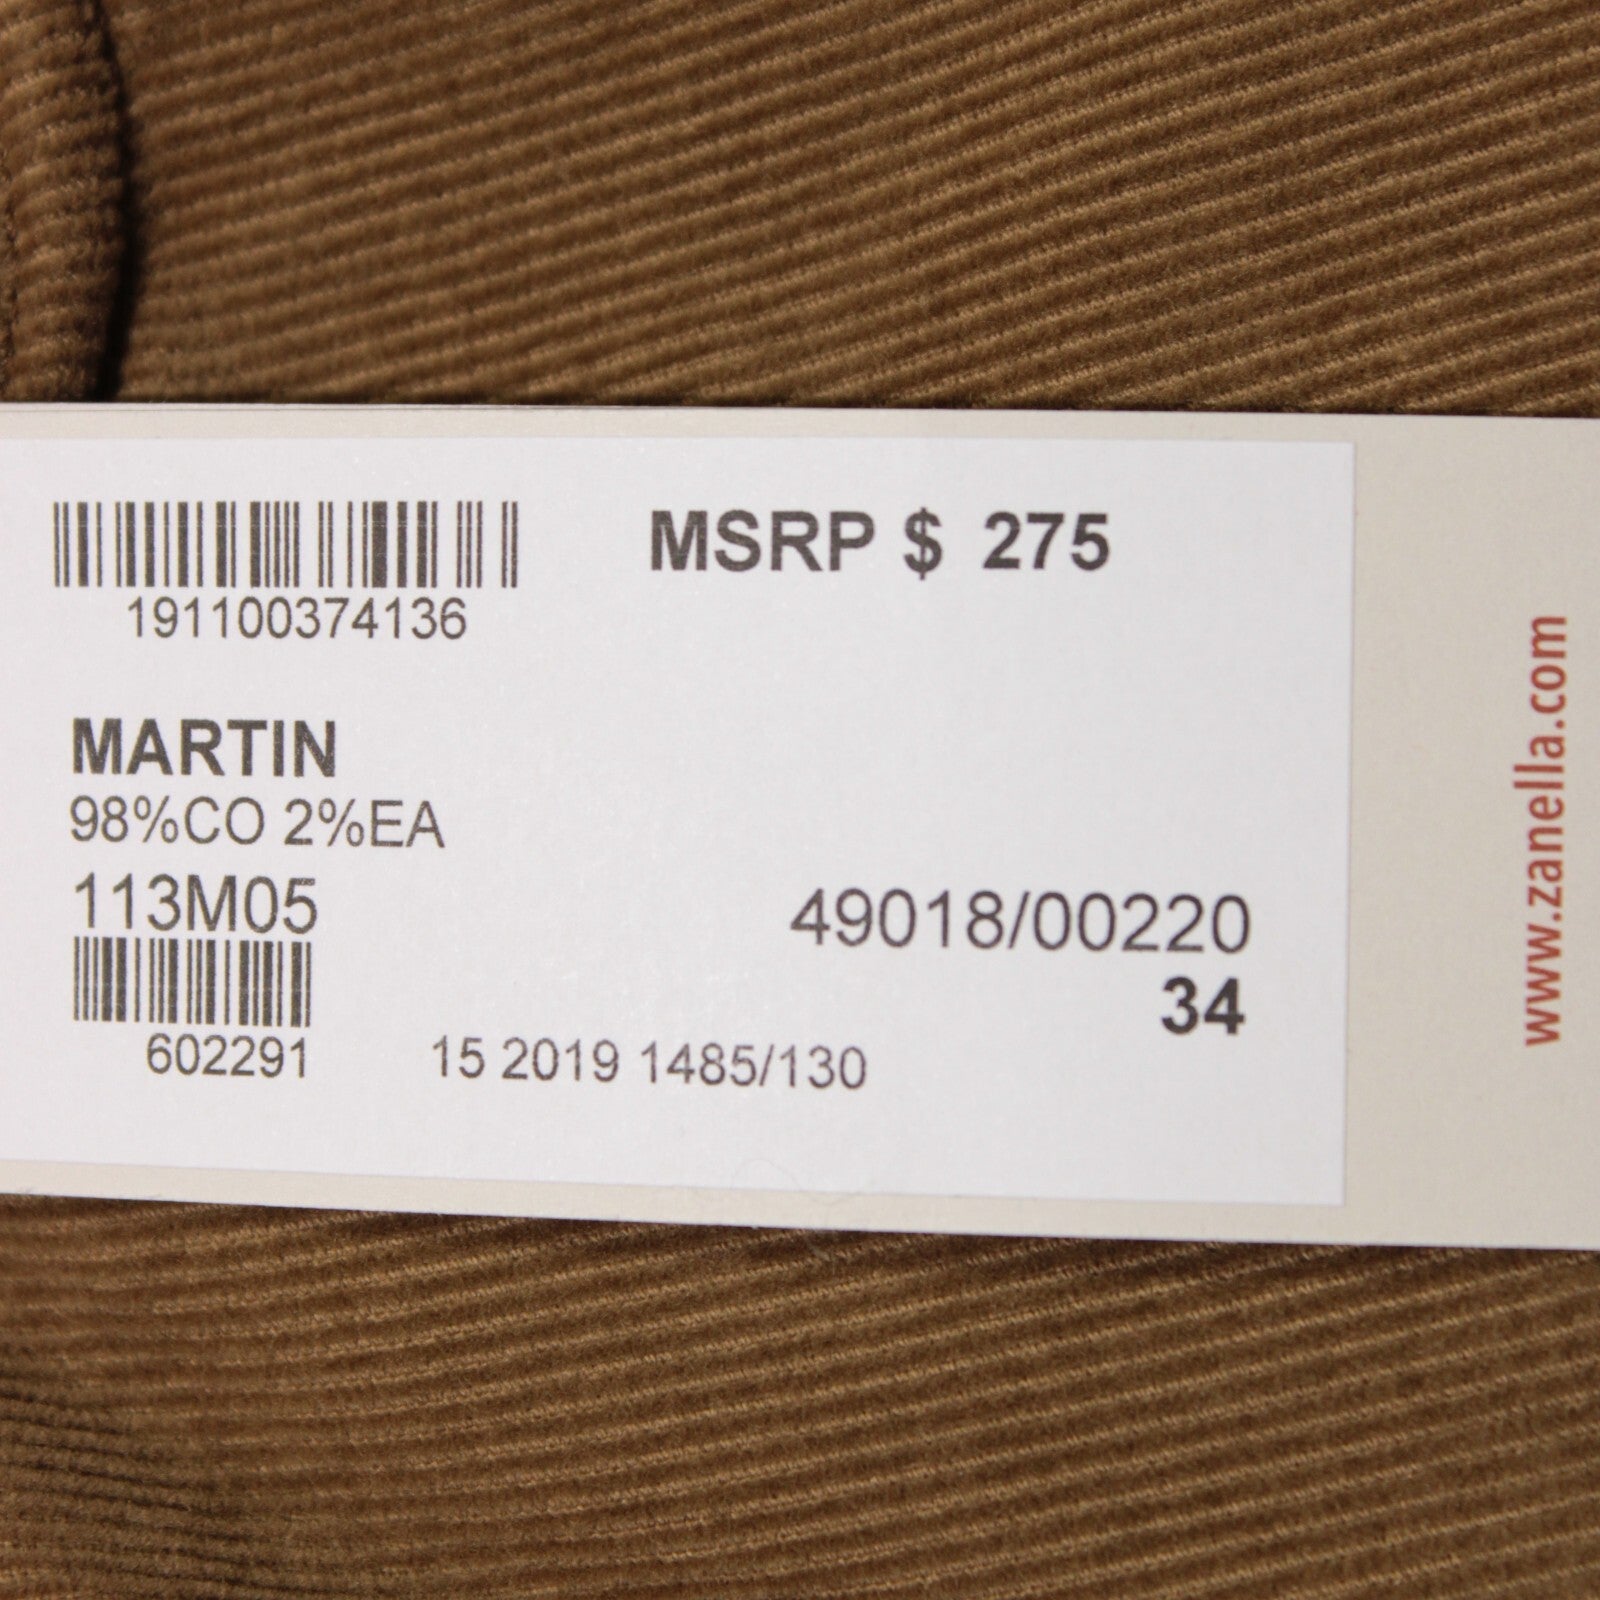 MSRP $ 275
191100374136
MARTIN
98%CO 2%EA
113M05
49018/00220
34
602291
15 2019 1485/130
www.zanella.com